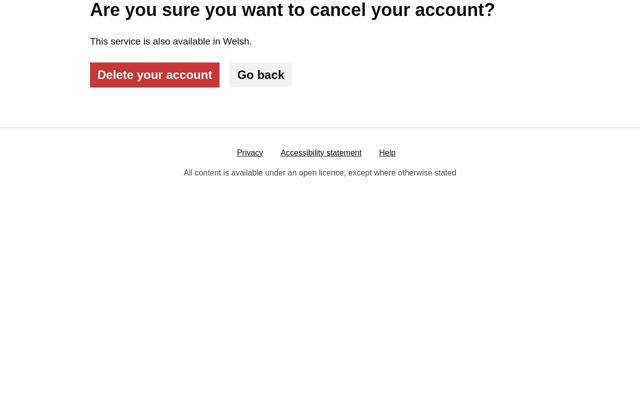 Are you sure you want to cancel your account?
This service is also available in Welsh.
Delete your account Go back
Privacy Accessibility statement Help
All content is available under an open licence, except where otherwise stated